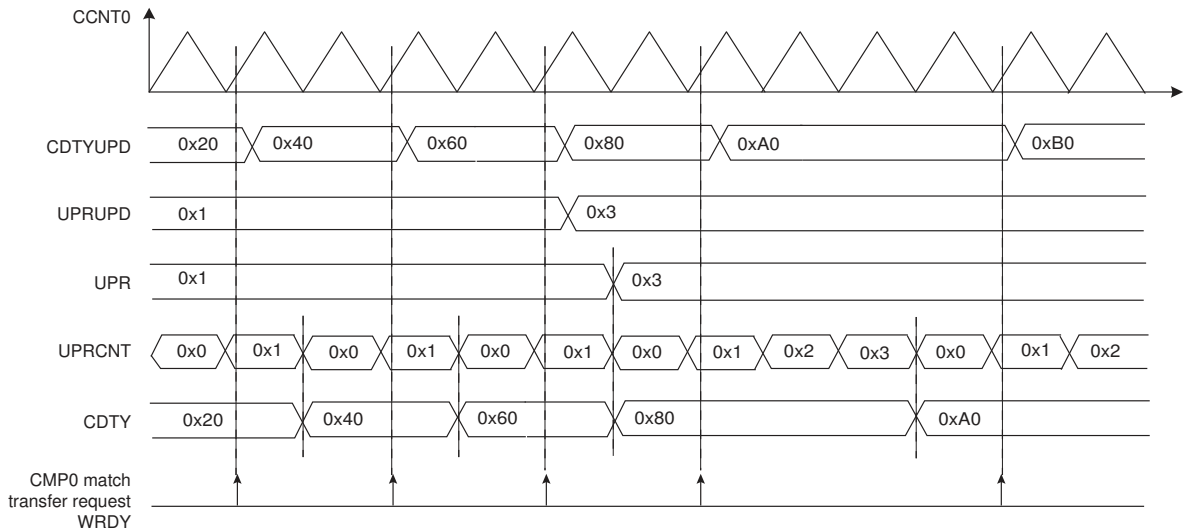 CCNT0
CDTYUPD 0x20 0x40 0x60 0x80 0xA0 0xB0
UPRUPD 0x1 0x3
UPR 0x1 0x3
UPRCNT 0x0 0x1 0x0 0x1 0x0 0x1 0x0 0x1 0x2 0x3 0x0 0x1 0x2
CDTY 0x20 0x40 0x60 0x80 0xA0
CMP0 match
transfer request
WRDY